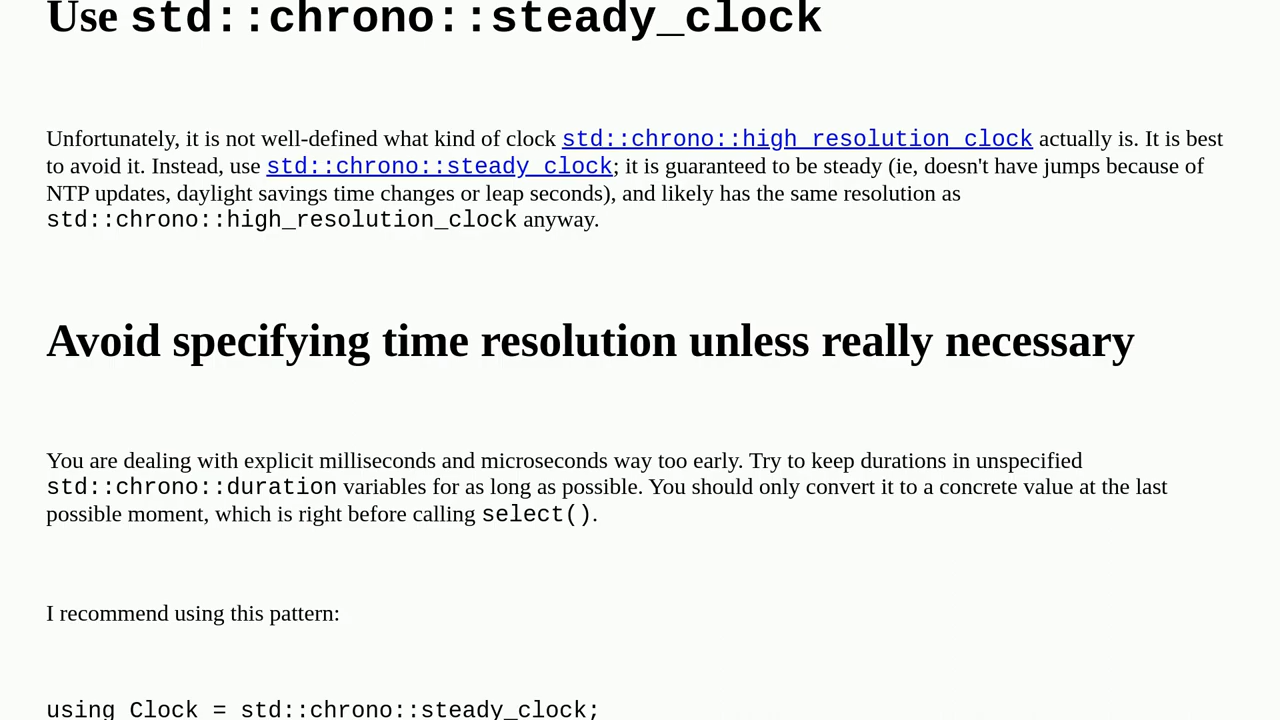 Use std::chrono::steady_clock
Unfortunately, it is not well-defined what kind of clock std::chrono::high_resolution_clock actually is. It is best
to avoid it. Instead, use std::chrono::steady_clock; it is guaranteed to be steady (ie, doesn't have jumps because of
NTP updates, daylight savings time changes or leap seconds), and likely has the same resolution as
std::chrono::high_resolution_clock anyway.
Avoid specifying time resolution unless really necessary
You are dealing with explicit milliseconds and microseconds way too early. Try to keep durations in unspecified
std::chrono::duration variables for as long as possible. You should only convert it to a concrete value at the last
possible moment, which is right before calling select().
I recommend using this pattern:
using Clock = std::chrono::steady_clock;